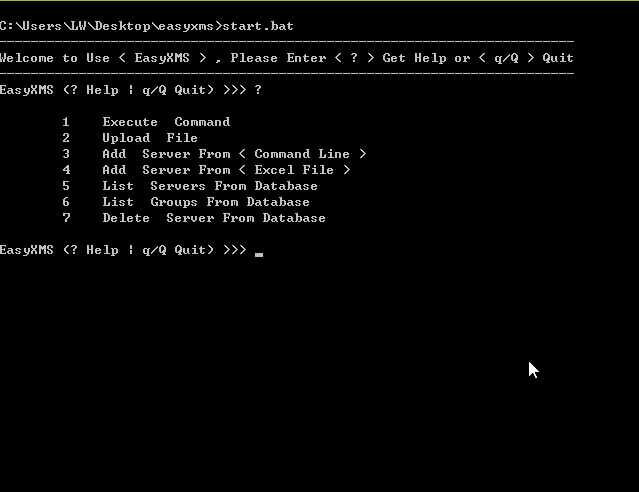 C:\Users\LW\Desktop\easyxms>start.bat
------------------------------------------------------------------------
Welcome to Use < EasyXMS > , Please Enter < ? > Get Help or < q/Q > Quit
------------------------------------------------------------------------
EasyXMS (? Help | q/Q Quit) >>> ?
1    Execute  Command
2    Upload  File
3    Add  Server From < Command Line >
4    Add  Server From < Excel File >
5    List  Servers From Database
6    List  Groups From Database
7    Delete  Server From Database
EasyXMS (? Help | q/Q Quit) >>> _